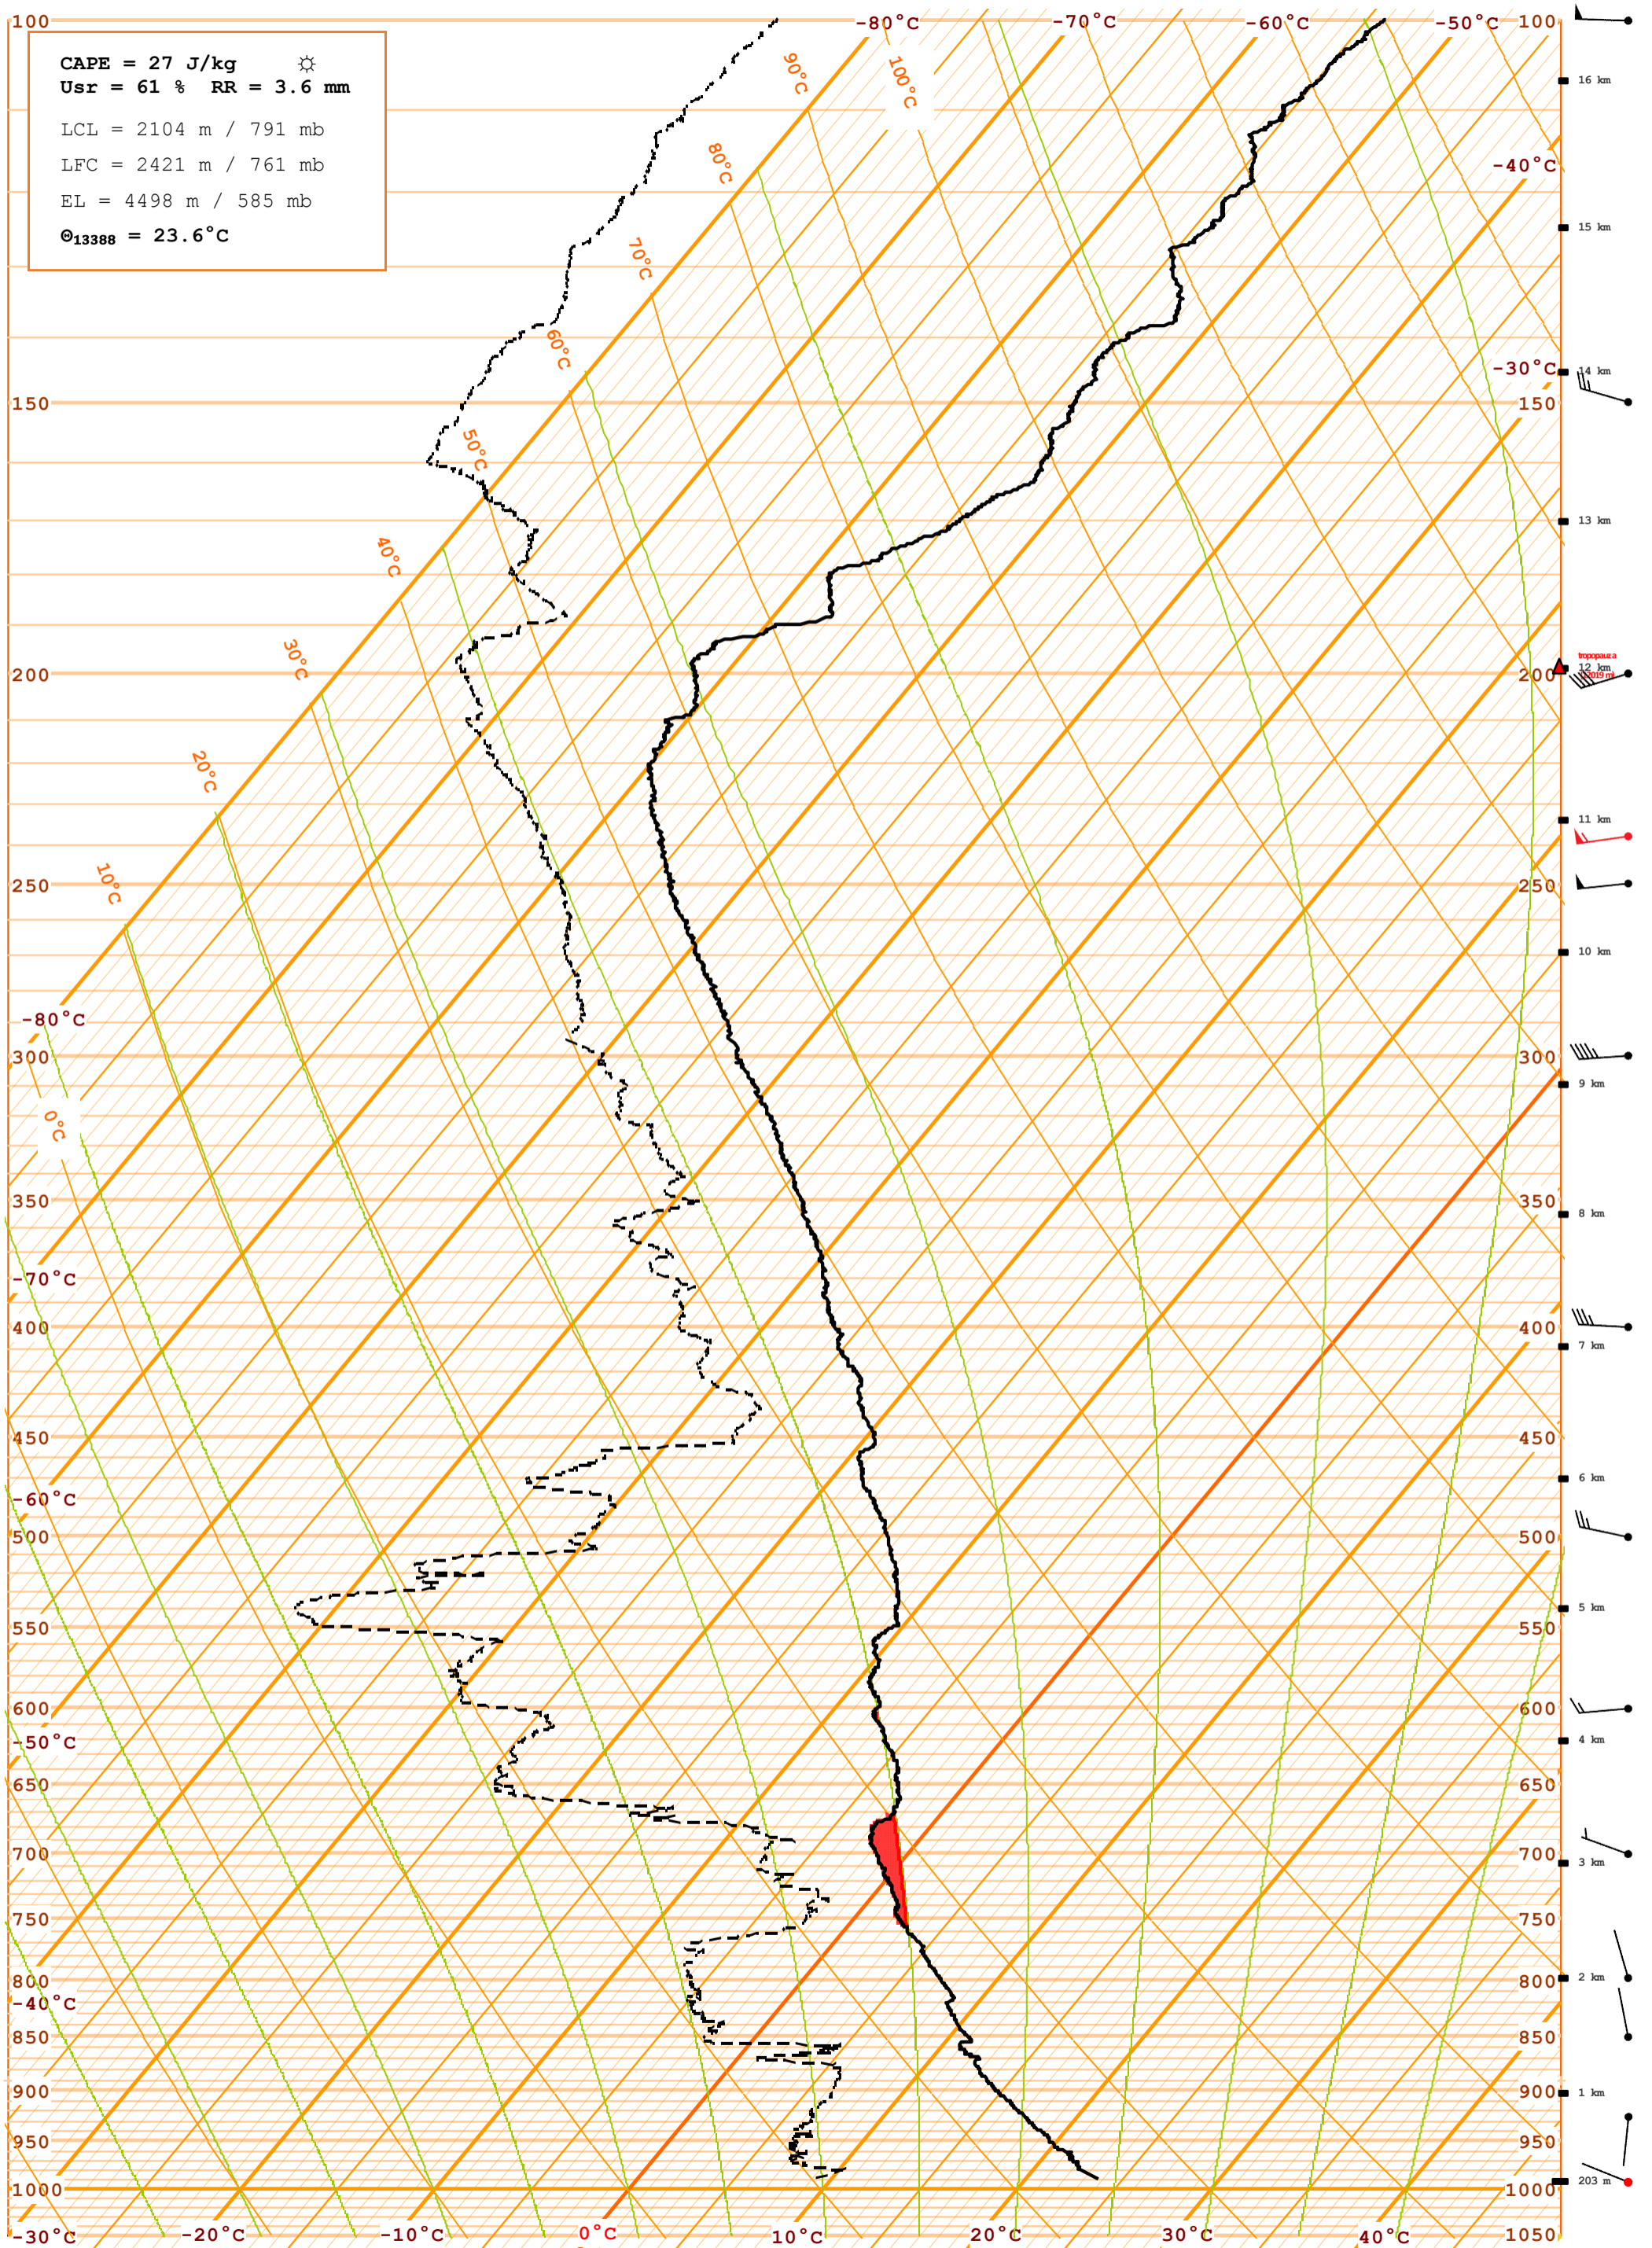 100 -80°C -70°C -60°C -50°C 100
CAPE = 27 J/kg ☼
Usr = 61 % RR = 3.6 mm
LCL = 2104 m / 791 mb
LFC = 2421 m / 761 mb
EL = 4498 m / 585 mb
Θ13388 = 23.6°C
90°C
100°C
16 km
80°C
-40°C
15 km
70°C
60°C
-30°C
14 km
150 150
50°C
13 km
40°C
30°C
tropopauza
12 km
200 200
20°C
11 km
10°C
250 250
10 km
-80°C
300 300
9 km
0°C
350 350
8 km
-70°C
400 400
7 km
450 450
6 km
-60°C
500 500
5 km
550 550
600 600
4 km
-50°C
650 650
700 700
3 km
750 750
800 800
2 km
-40°C
850 850
900 900
1 km
950 950
203 m
1000 1000
-30°C -20°C -10°C 0°C 10°C 20°C 30°C 40°C 1050